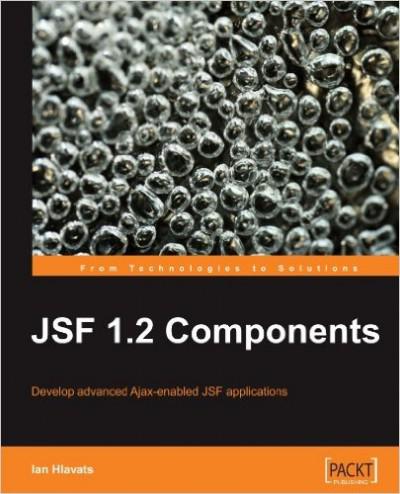 From Technologies to Solutions
JSF 1.2 Components
Develop advanced Ajax-enabled JSF applications
Ian Hlavats
PACKT
PUBLISHING